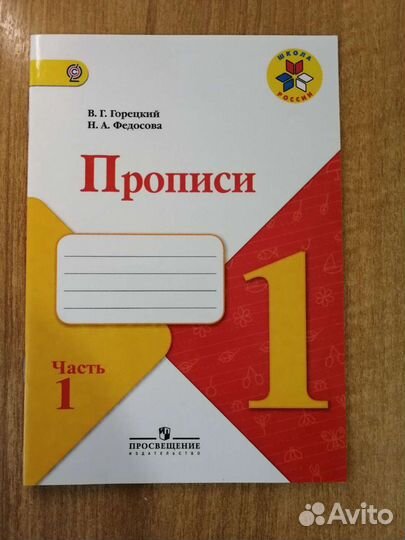 ШКОЛА
РОССИИ
В. Г. Горецкий
Н. А. Федосова
Прописи
1
Часть
1
ПРОСВЕЩЕНИЕ
ИЗДАТЕЛЬСТВО
Avito